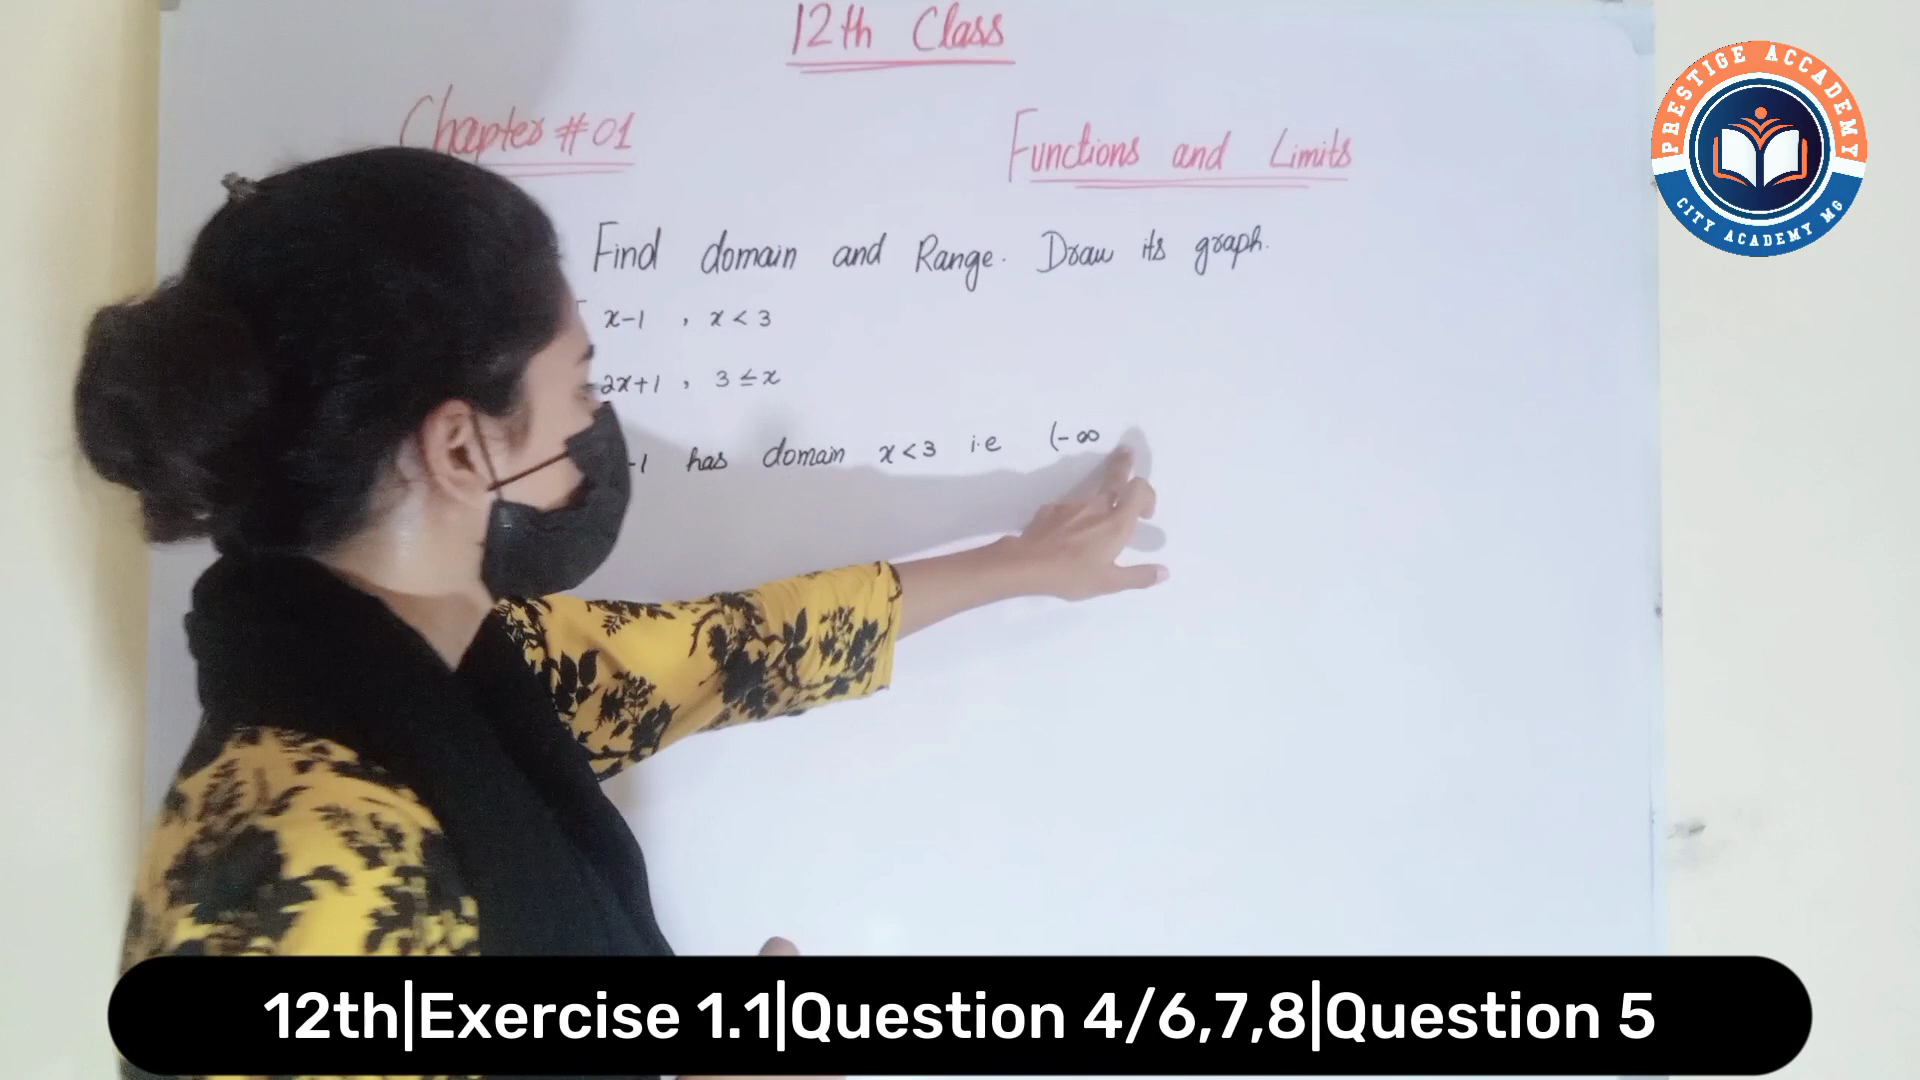 12th Class
Chapter #01
Functions and Limits
Find domain and Range. Draw its graph.
x-1 , x < 3
2x+1 , 3 ≤ x
-1 has domain x<3 i.e (-∞
PRESTIGE ACCADEMY
CITY ACADEMY MG
12th|Exercise 1.1|Question 4/6,7,8|Question 5